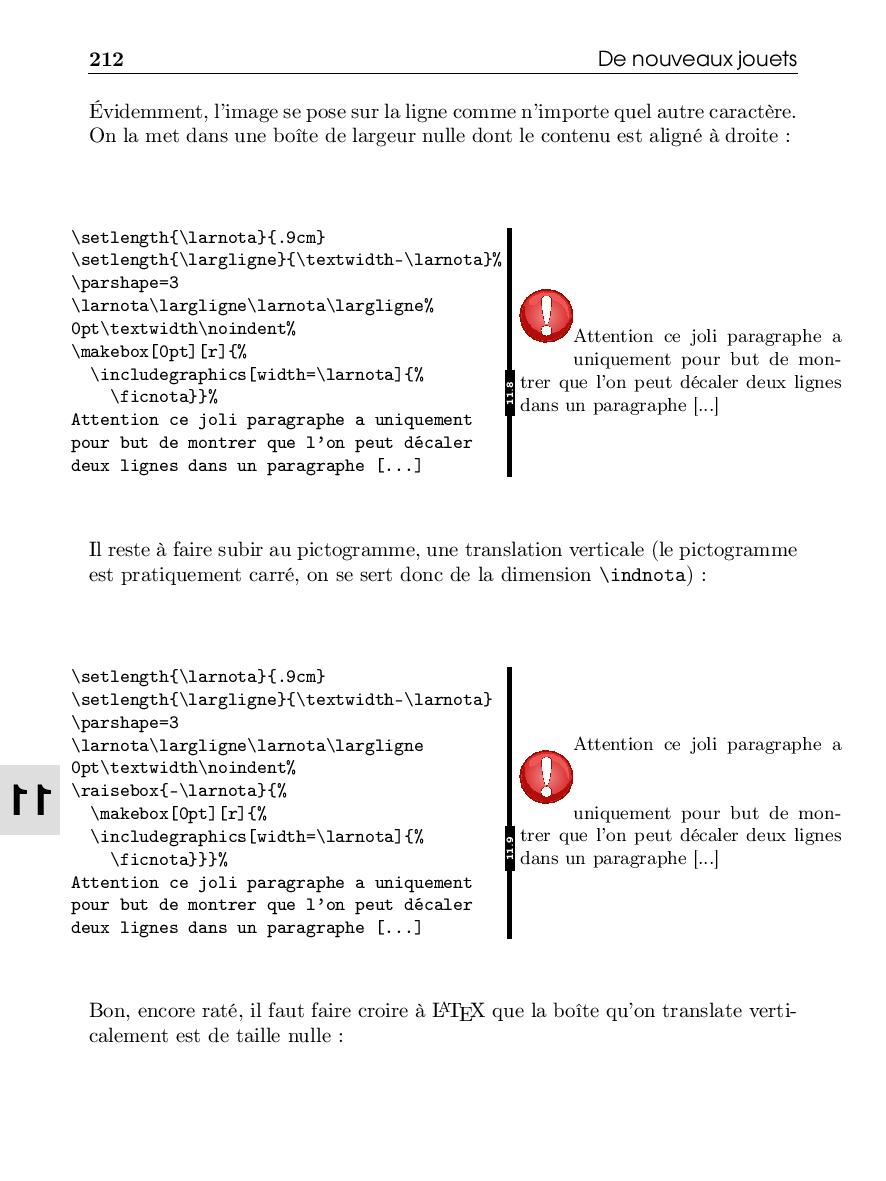 212 De nouveaux jouets
Évidemment, l'image se pose sur la ligne comme n'importe quel autre caractère.
On la met dans une boîte de largeur nulle dont le contenu est aligné à droite :
\setlength{\larnota}{.9cm}
\setlength{\largligne}{\textwidth-\larnota}%
\parshape=3
\larnota\largligne\larnota\largligne%
0pt\textwidth\noindent%
\makebox[0pt][r]{%
\includegraphics[width=\larnota]{%
\ficnota}}%
Attention ce joli paragraphe a uniquement
pour but de montrer que l'on peut décaler
deux lignes dans un paragraphe [...]
11.8
Attention ce joli paragraphe a
uniquement pour but de mon-
trer que l'on peut décaler deux lignes
dans un paragraphe [...]
Il reste à faire subir au pictogramme, une translation verticale (le pictogramme
est pratiquement carré, on se sert donc de la dimension \indnota) :
\setlength{\larnota}{.9cm}
\setlength{\largligne}{\textwidth-\larnota}
\parshape=3
\larnota\largligne\larnota\largligne
0pt\textwidth\noindent%
\raisebox{-\larnota}{%
\makebox[0pt][r]{%
\includegraphics[width=\larnota]{%
\ficnota}}}%
Attention ce joli paragraphe a uniquement
pour but de montrer que l'on peut décaler
deux lignes dans un paragraphe [...]
11.9
Attention ce joli paragraphe a
uniquement pour but de mon-
trer que l'on peut décaler deux lignes
dans un paragraphe [...]
11
Bon, encore raté, il faut faire croire à LATEX que la boîte qu'on translate verti-
calement est de taille nulle :